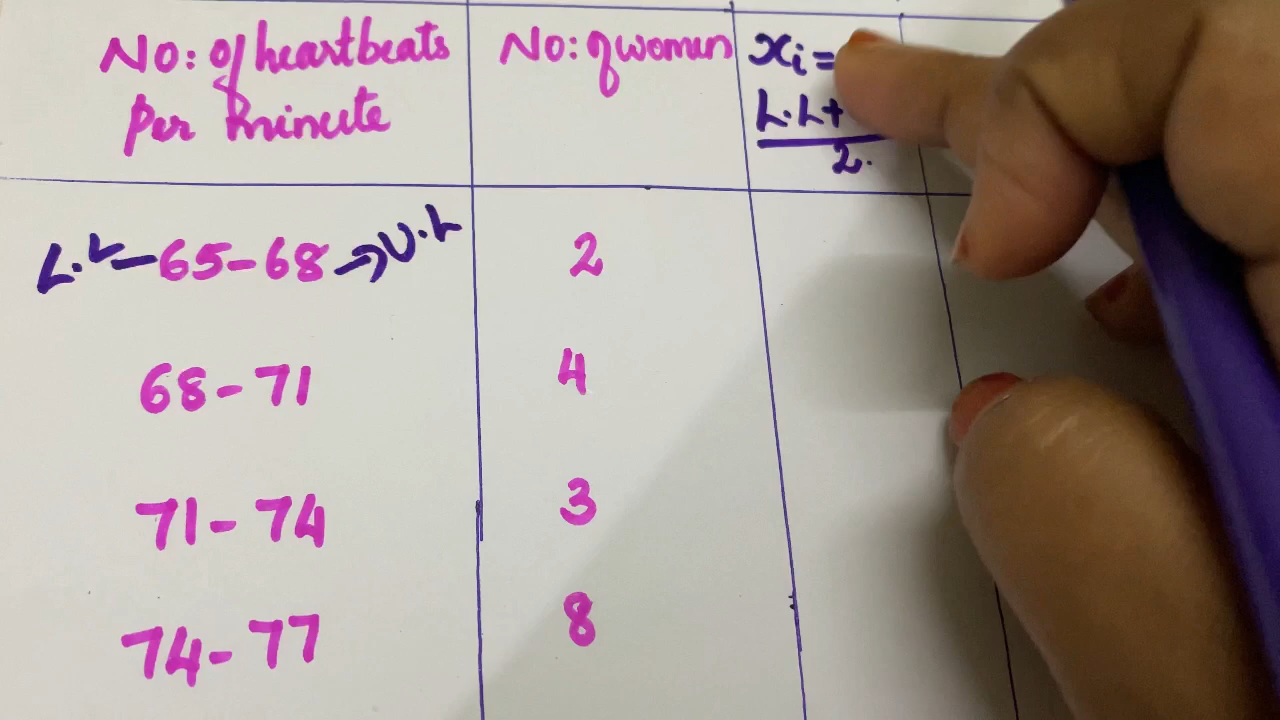 No: of heartbeats
Per minute
No: of women
xi =
L.L+
2.
L.L – 65-68 → U.L
2
68-71
4
71-74
3
74-77
8